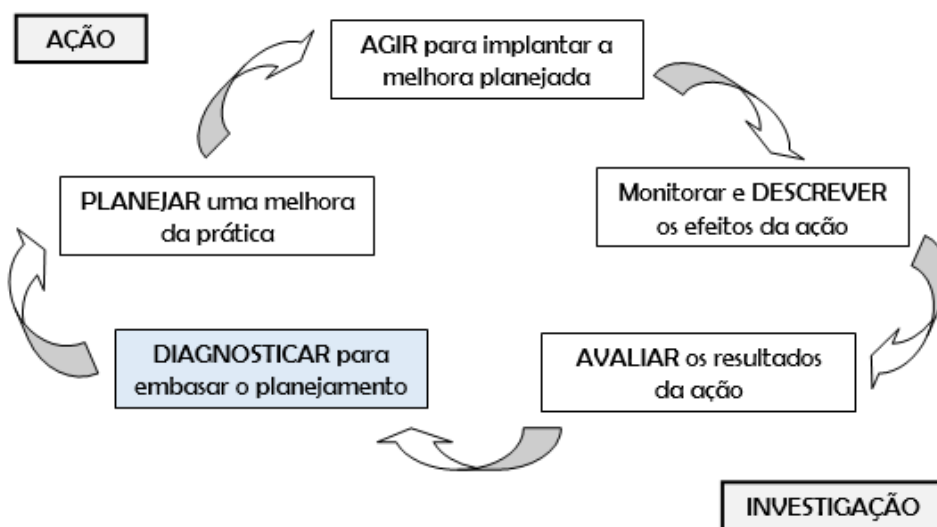 AÇÃO
AGIR para implantar a
melhora planejada
PLANEJAR uma melhora
da prática
Monitorar e DESCREVER
os efeitos da ação
DIAGNOSTICAR para
embasar o planejamento
AVALIAR os resultados
da ação
INVESTIGAÇÃO